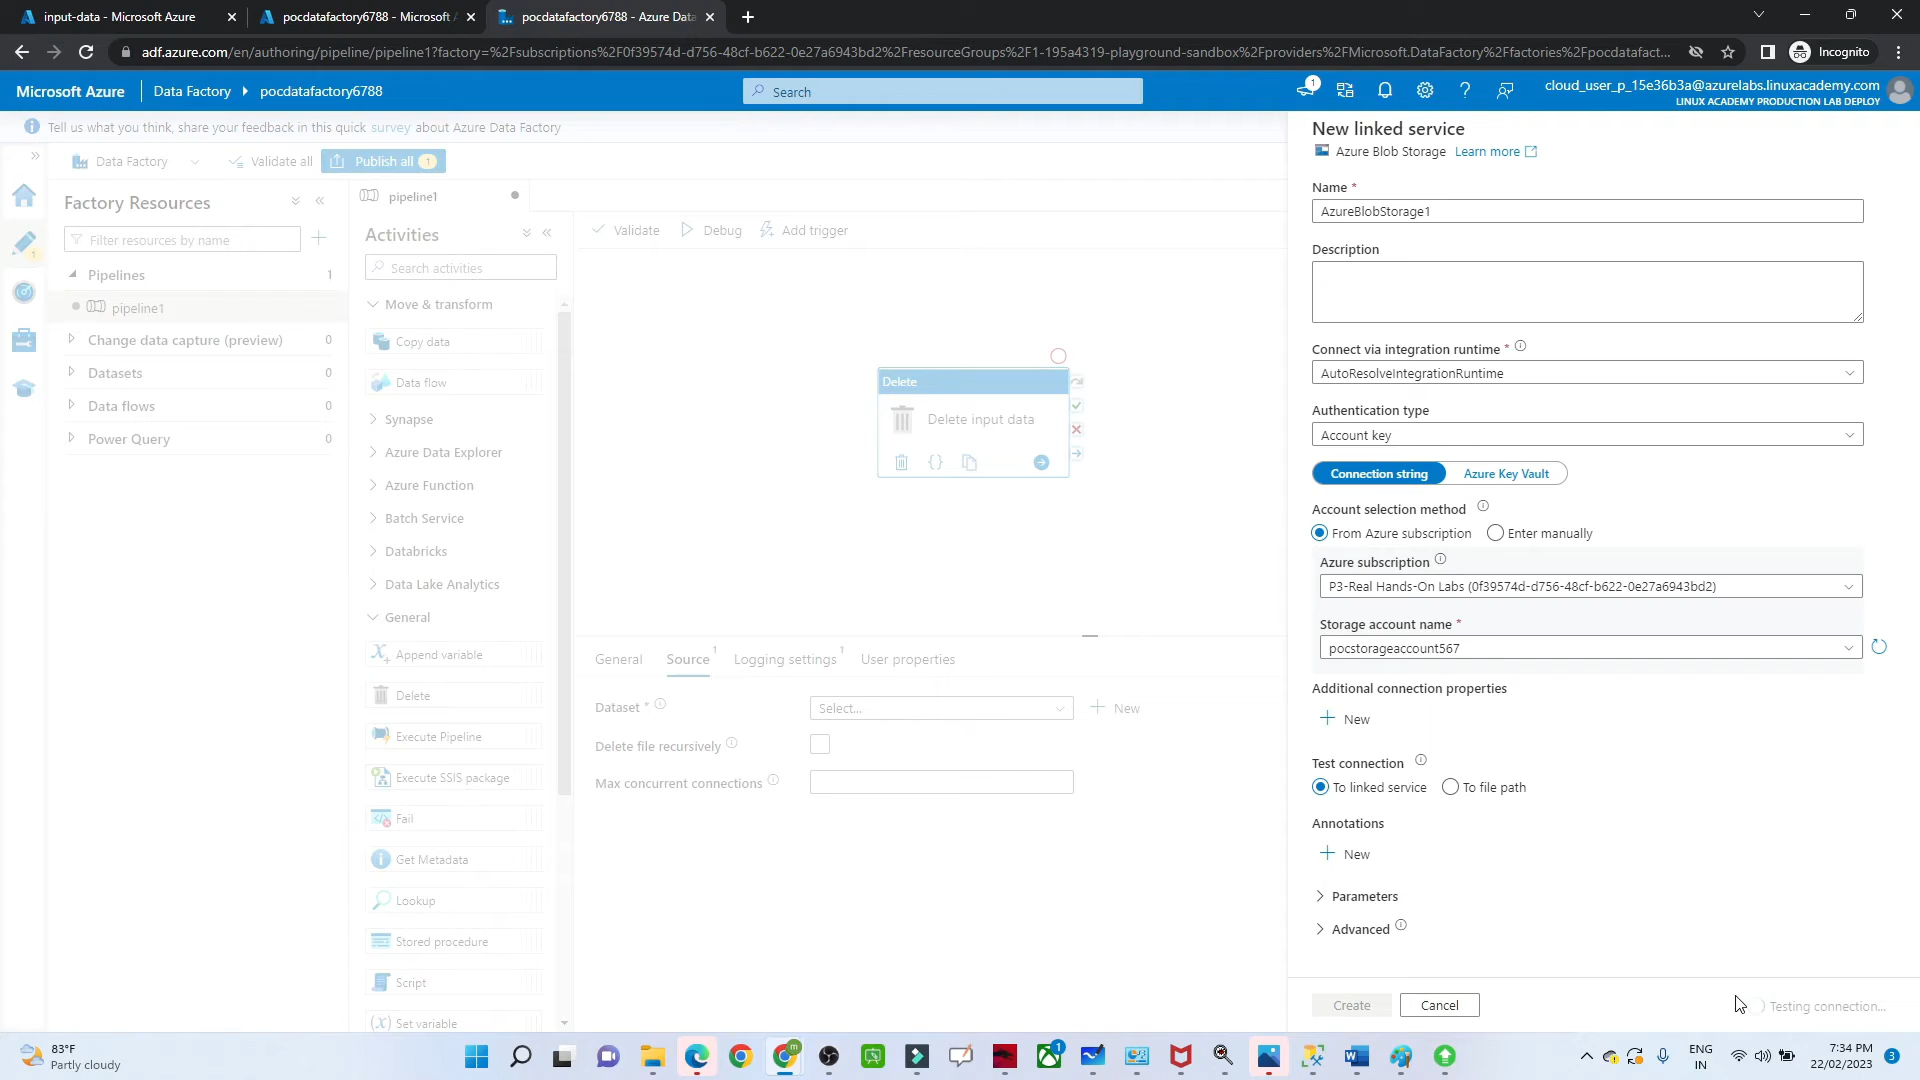 input-data - Microsoft Azure
pocdatafactory6788 - Microsoft A
pocdatafactory6788 - Azure Data
adf.azure.com/en/authoring/pipeline/pipeline1?factory=%2Fsubscriptions%2F0f39574d-d756-48cf-b622-0e27a6943bd2%2FresourceGroups%2F1-195a4319-playground-sandbox%2Fproviders%2FMicrosoft.DataFactory%2Ffactories%2Fpocdatafact...
Incognito
Microsoft Azure
Data Factory
pocdatafactory6788
Search
1
cloud_user_p_15e36b3a@azurelabs.linuxacademy.com
LINUX ACADEMY PRODUCTION LAB DEPLOY
Tell us what you think, share your feedback in this quick survey about Azure Data Factory
Data Factory
Validate all
Publish all 1
Factory Resources
Filter resources by name
1
Pipelines 1
pipeline1
Change data capture (preview) 0
Datasets 0
Data flows 0
Power Query 0
pipeline1
Activities
Search activities
Move & transform
Copy data
Data flow
Synapse
Azure Data Explorer
Azure Function
Batch Service
Databricks
Data Lake Analytics
General
Append variable
Delete
Execute Pipeline
Execute SSIS package
Fail
Get Metadata
Lookup
Stored procedure
Script
(x) Set variable
Validate
Debug
Add trigger
Delete
Delete input data
General
Source 1
Logging settings 1
User properties
Dataset *
Select...
New
Delete file recursively
Max concurrent connections
New linked service
Azure Blob Storage Learn more
Name *
AzureBlobStorage1
Description
Connect via integration runtime *
AutoResolveIntegrationRuntime
Authentication type
Account key
Connection string
Azure Key Vault
Account selection method
From Azure subscription
Enter manually
Azure subscription
P3-Real Hands-On Labs (0f39574d-d756-48cf-b622-0e27a6943bd2)
Storage account name *
pocstorageaccount567
Additional connection properties
New
Test connection
To linked service
To file path
Annotations
New
Parameters
Advanced
Create
Cancel
Testing connection...
83°F
Partly cloudy
m
1
ENG
IN
7:34 PM
22/02/2023
3